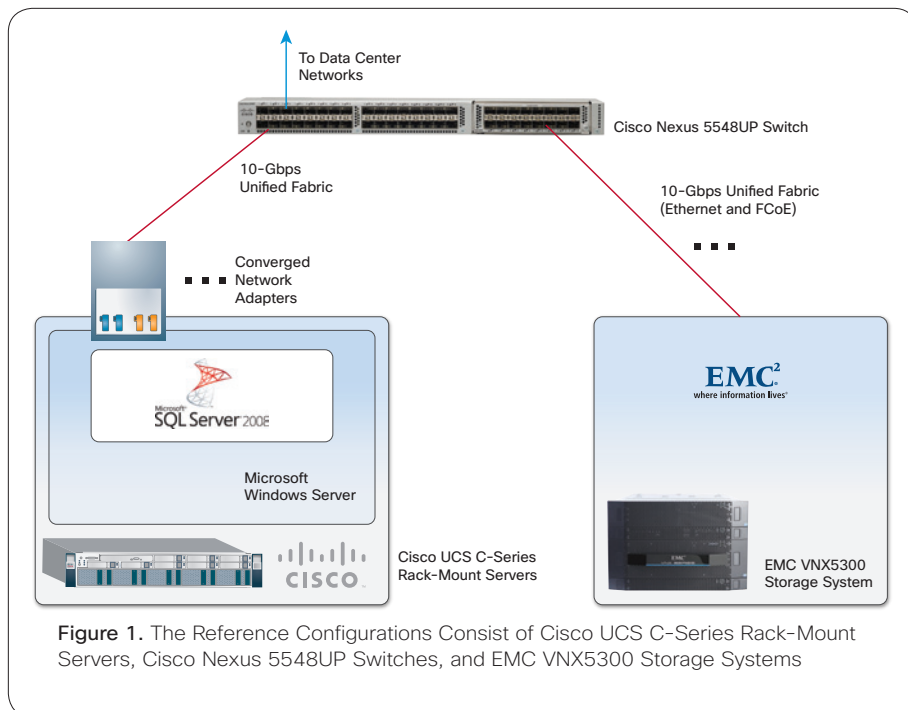 To Data Center
Networks
Cisco Nexus 5548UP Switch
10-Gbps
Unified Fabric
10-Gbps Unified Fabric
(Ethernet and FCoE)
Converged
Network
Adapters
Microsoft®
SQL Server 2008
EMC²
where information lives®
Microsoft
Windows Server
CISCO™
Cisco UCS C-Series
Rack-Mount Servers
EMC²
EMC VNX5300
Storage System
Figure 1. The Reference Configurations Consist of Cisco UCS C-Series Rack-Mount
Servers, Cisco Nexus 5548UP Switches, and EMC VNX5300 Storage Systems